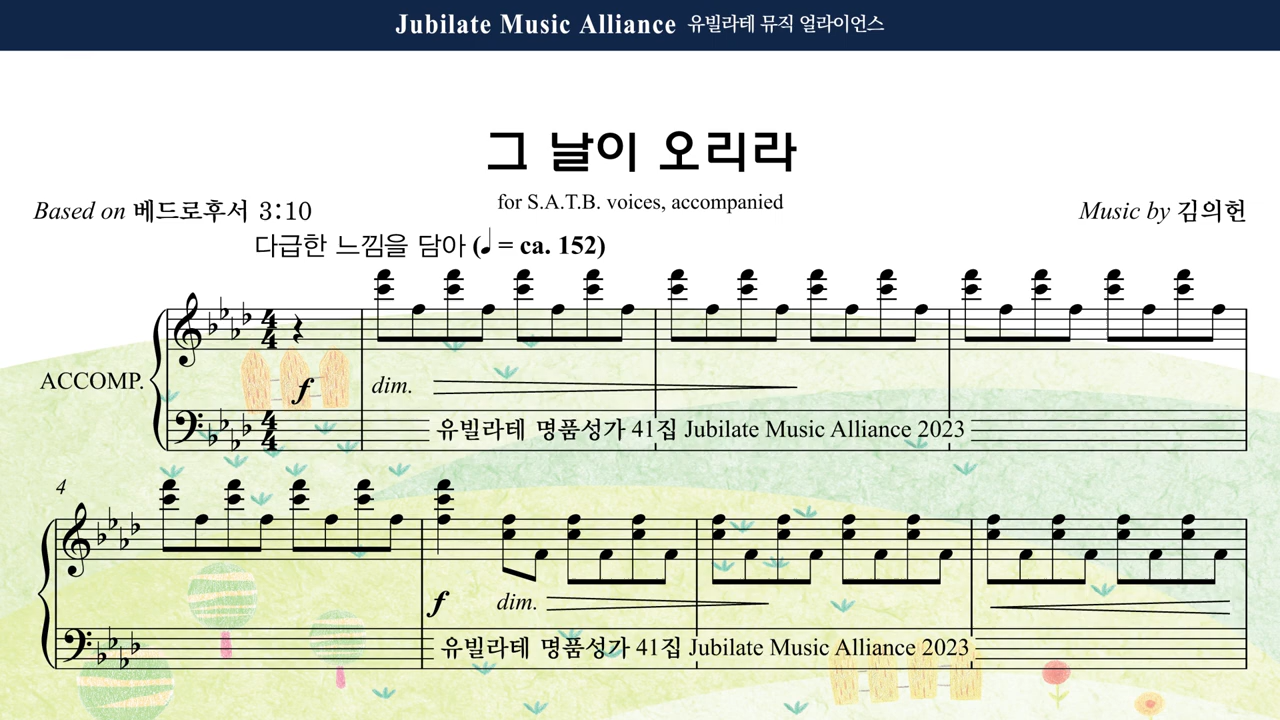 Jubilate Music Alliance 유빌라테 뮤직 얼라이언스
그 날이 오리라
for S.A.T.B. voices, accompanied
Based on 베드로후서 3:10
Music by 김의헌
다급한 느낌을 담아 (♩ = ca. 152)
ACCOMP.
4
4
f dim.
4
4
유빌라테 명품성가 41집 Jubilate Music Alliance 2023
4
f dim.
유빌라테 명품성가 41집 Jubilate Music Alliance 2023